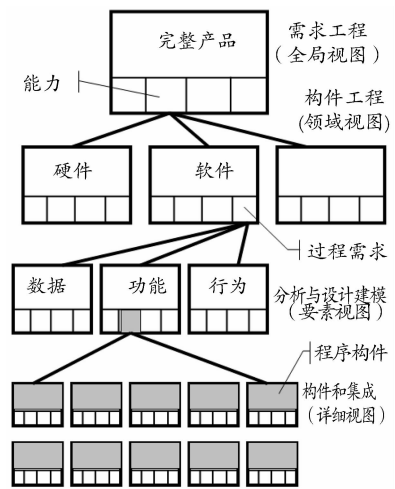 完整产品
需求工程
（全局视图）
能力
构件工程
(领域视图)
硬件
软件
过程需求
数据
功能
行为
分析与设计建模
（要素视图）
程序构件
构件和集成
（详细视图）